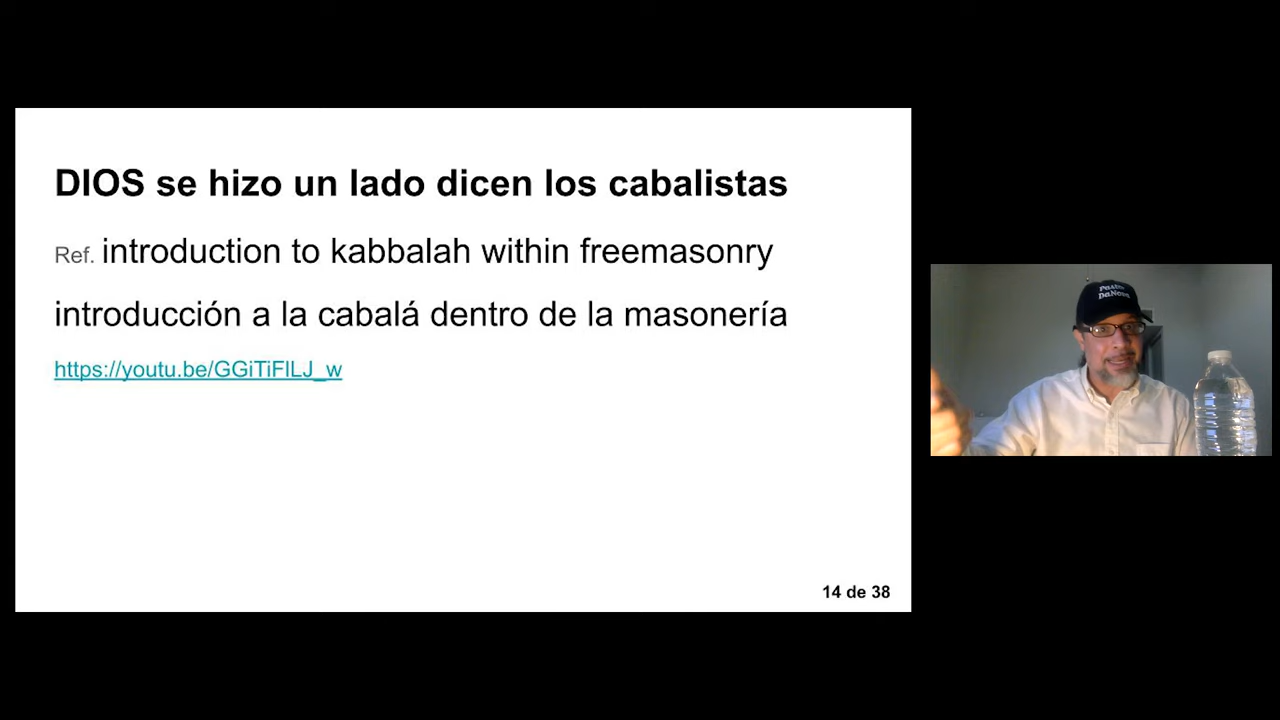 DIOS se hizo un lado dicen los cabalistas
Ref. introduction to kabbalah within freemasonry
introducción a la cabalá dentro de la masonería
https://youtu.be/GGiTiFlLJ_w
14 de 38